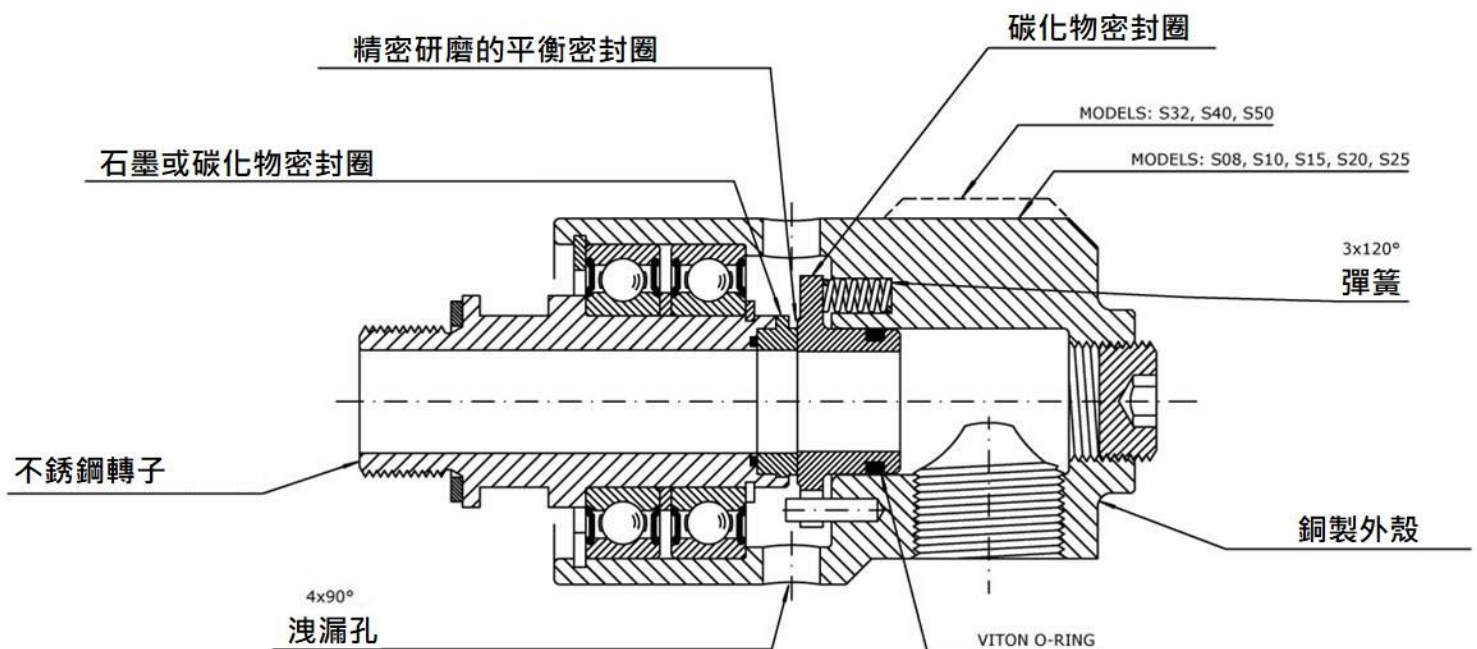 碳化物密封圈
精密研磨的平衡密封圈
MODELS: S32, S40, S50
石墨或碳化物密封圈
MODELS: S08, S10, S15, S20, S25
3x120°
彈簧
不銹鋼轉子
銅製外殼
4x90°
洩漏孔
VITON O-RING